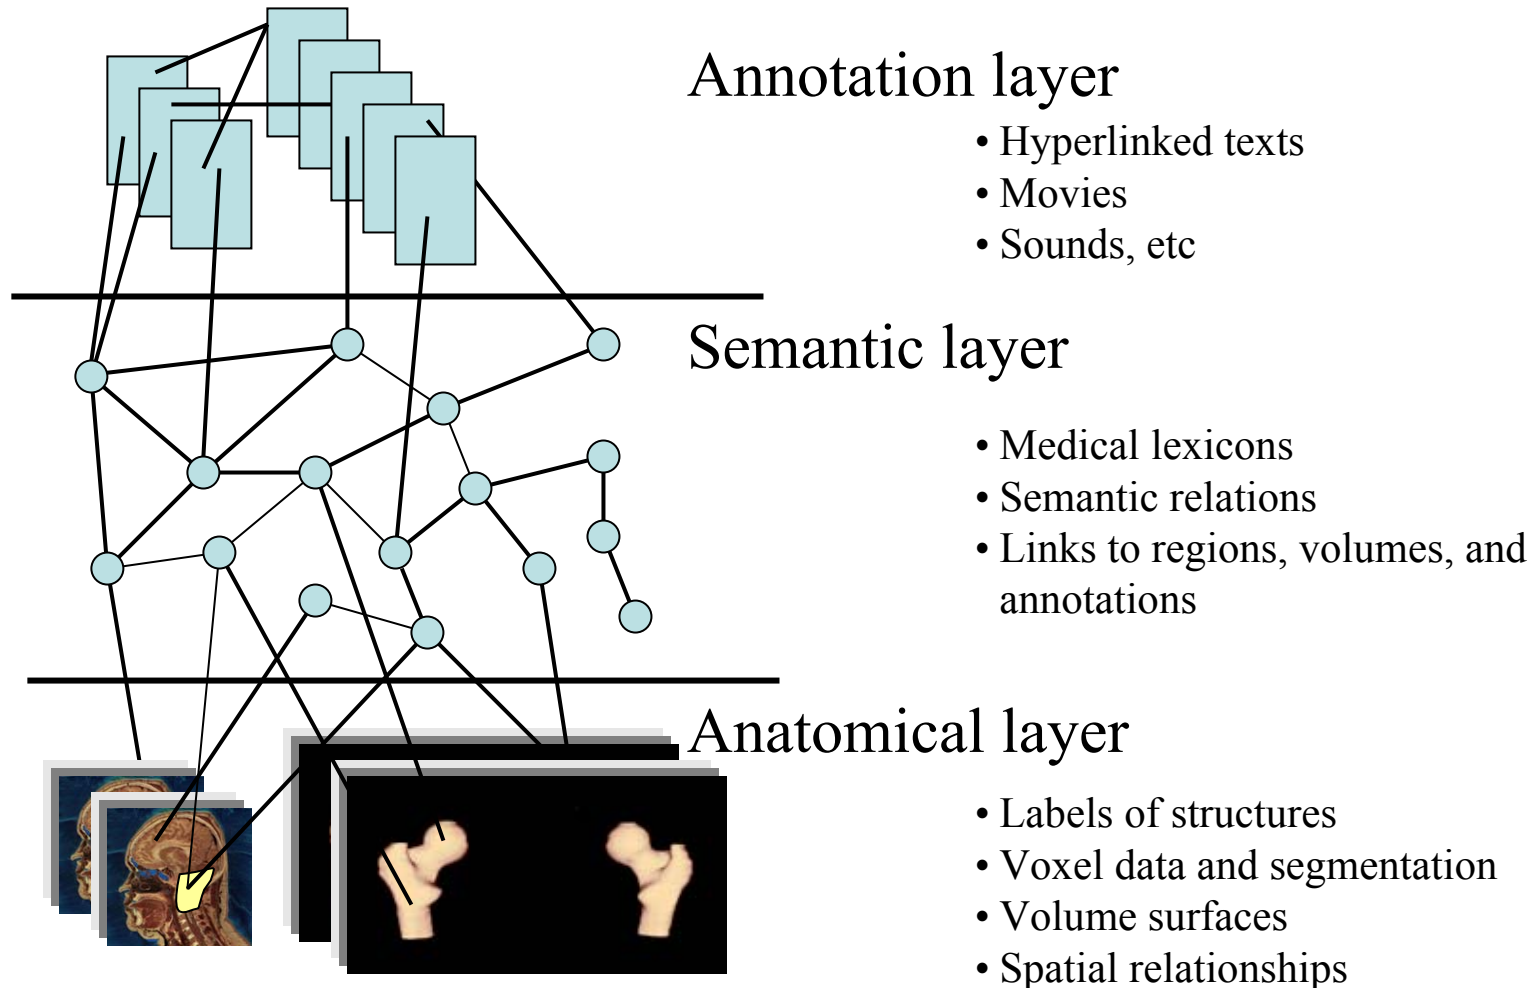 Annotation layer
• Hyperlinked texts
• Movies
• Sounds, etc
Semantic layer
• Medical lexicons
• Semantic relations
• Links to regions, volumes, and
annotations
Anatomical layer
• Labels of structures
• Voxel data and segmentation
• Volume surfaces
• Spatial relationships